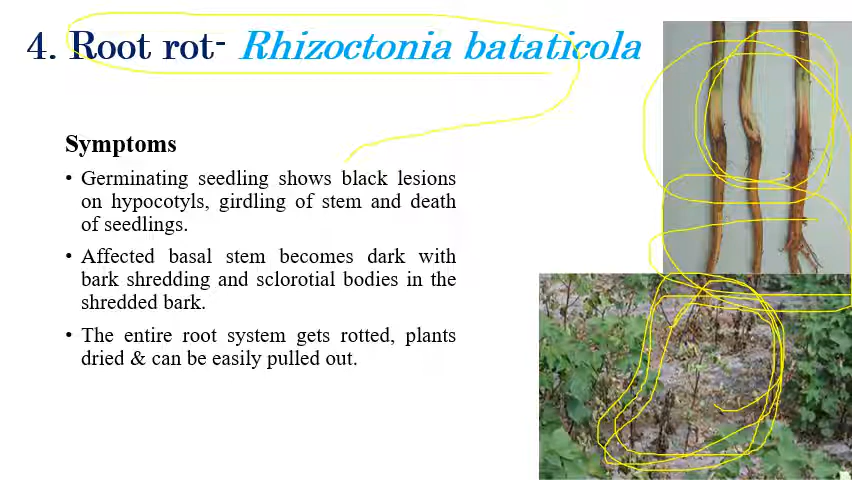 4. Root rot- Rhizoctonia bataticola
Symptoms
• Germinating seedling shows black lesions
on hypocotyls, girdling of stem and death
of seedlings.
• Affected basal stem becomes dark with
bark shredding and sclorotial bodies in the
shredded bark.
• The entire root system gets rotted, plants
dried & can be easily pulled out.